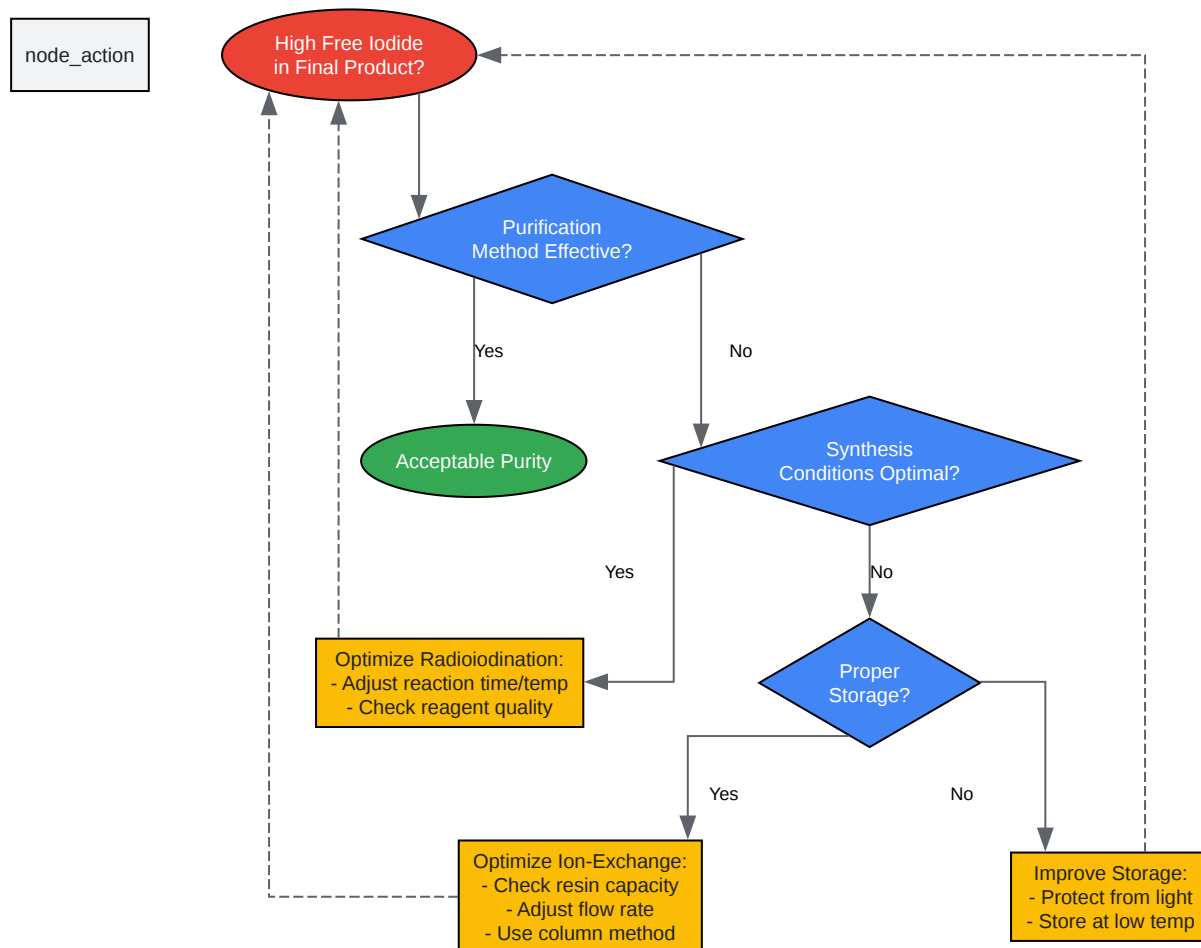 node_action
High Free Iodide
in Final Product?
Purification
Method Effective?
Yes
No
Acceptable Purity
Synthesis
Conditions Optimal?
Yes
No
Optimize Radioiodination:
- Adjust reaction time/temp
- Check reagent quality
Proper
Storage?
Yes
No
Optimize Ion-Exchange:
- Check resin capacity
- Adjust flow rate
- Use column method
Improve Storage:
- Protect from light
- Store at low temp